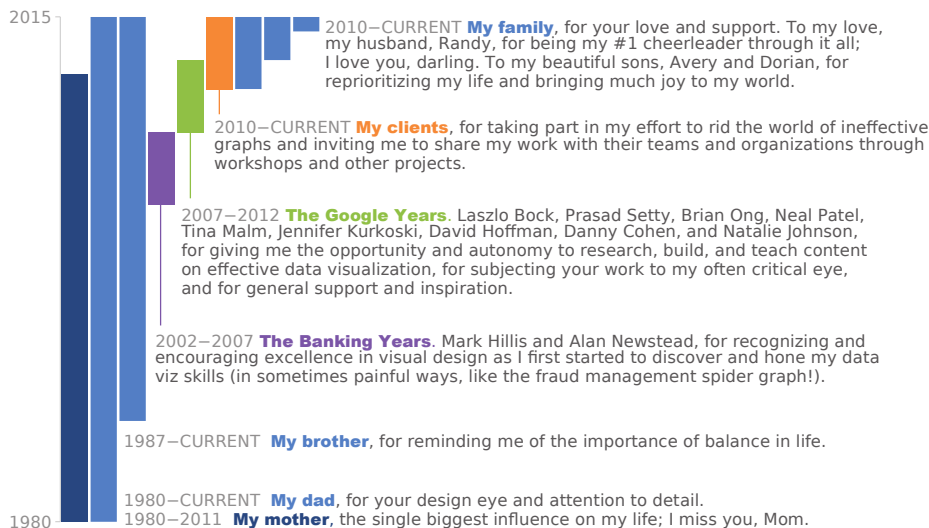 2015
2010–CURRENT My family, for your love and support. To my love,
my husband, Randy, for being my #1 cheerleader through it all;
I love you, darling. To my beautiful sons, Avery and Dorian, for
reprioritizing my life and bringing much joy to my world.
2010–CURRENT My clients, for taking part in my effort to rid the world of ineffective
graphs and inviting me to share my work with their teams and organizations through
workshops and other projects.
2007–2012 The Google Years. Laszlo Bock, Prasad Setty, Brian Ong, Neal Patel,
Tina Malm, Jennifer Kurkoski, David Hoffman, Danny Cohen, and Natalie Johnson,
for giving me the opportunity and autonomy to research, build, and teach content
on effective data visualization, for subjecting your work to my often critical eye,
and for general support and inspiration.
2002–2007 The Banking Years. Mark Hillis and Alan Newstead, for recognizing and
encouraging excellence in visual design as I first started to discover and hone my data
viz skills (in sometimes painful ways, like the fraud management spider graph!).
1987–CURRENT My brother, for reminding me of the importance of balance in life.
1980–CURRENT My dad, for your design eye and attention to detail.
1980
1980–2011 My mother, the single biggest influence on my life; I miss you, Mom.